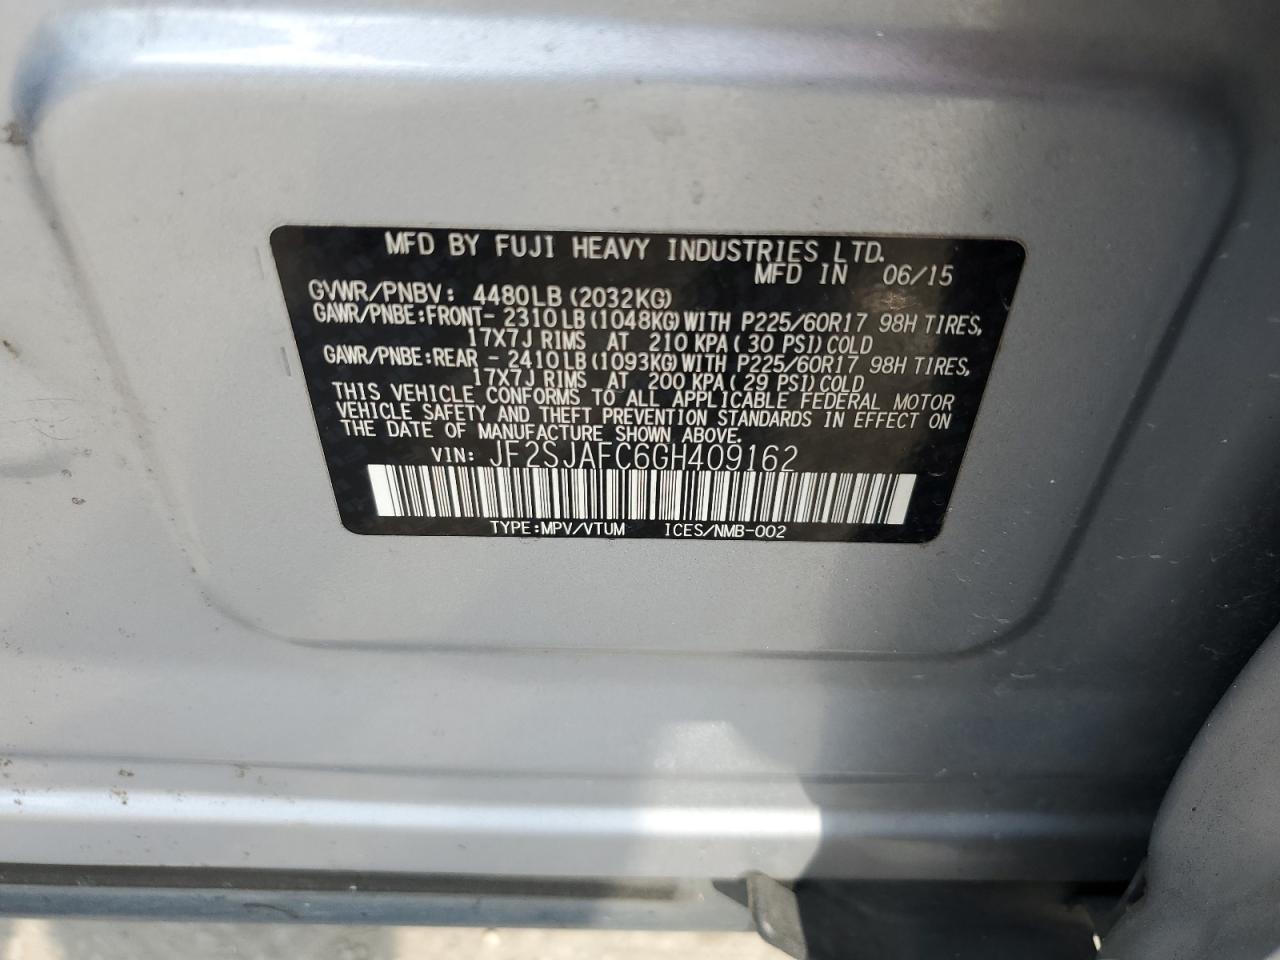 MFD BY FUJI HEAVY INDUSTRIES LTD.
MFD IN 06/15
GVWR/PNBV: 4480LB (2032KG)
GAWR/PNBE:FRONT- 2310LB(1048KG)WITH P225/60R17 98H TIRES,
17X7J RIMS AT 210 KPA( 30 PSI)COLD
GAWR/PNBE:REAR - 2410LB(1093KG)WITH P225/60R17 98H TIRES,
17X7J RIMS AT 200 KPA( 29 PSI)COLD
THIS VEHICLE CONFORMS TO ALL APPLICABLE FEDERAL MOTOR
VEHICLE SAFETY AND THEFT PREVENTION STANDARDS IN EFFECT ON
THE DATE OF MANUFACTURE SHOWN ABOVE.
VIN: JF2SJAFC6GH409162
TYPE:MPV/VTUM ICES/NMB-002